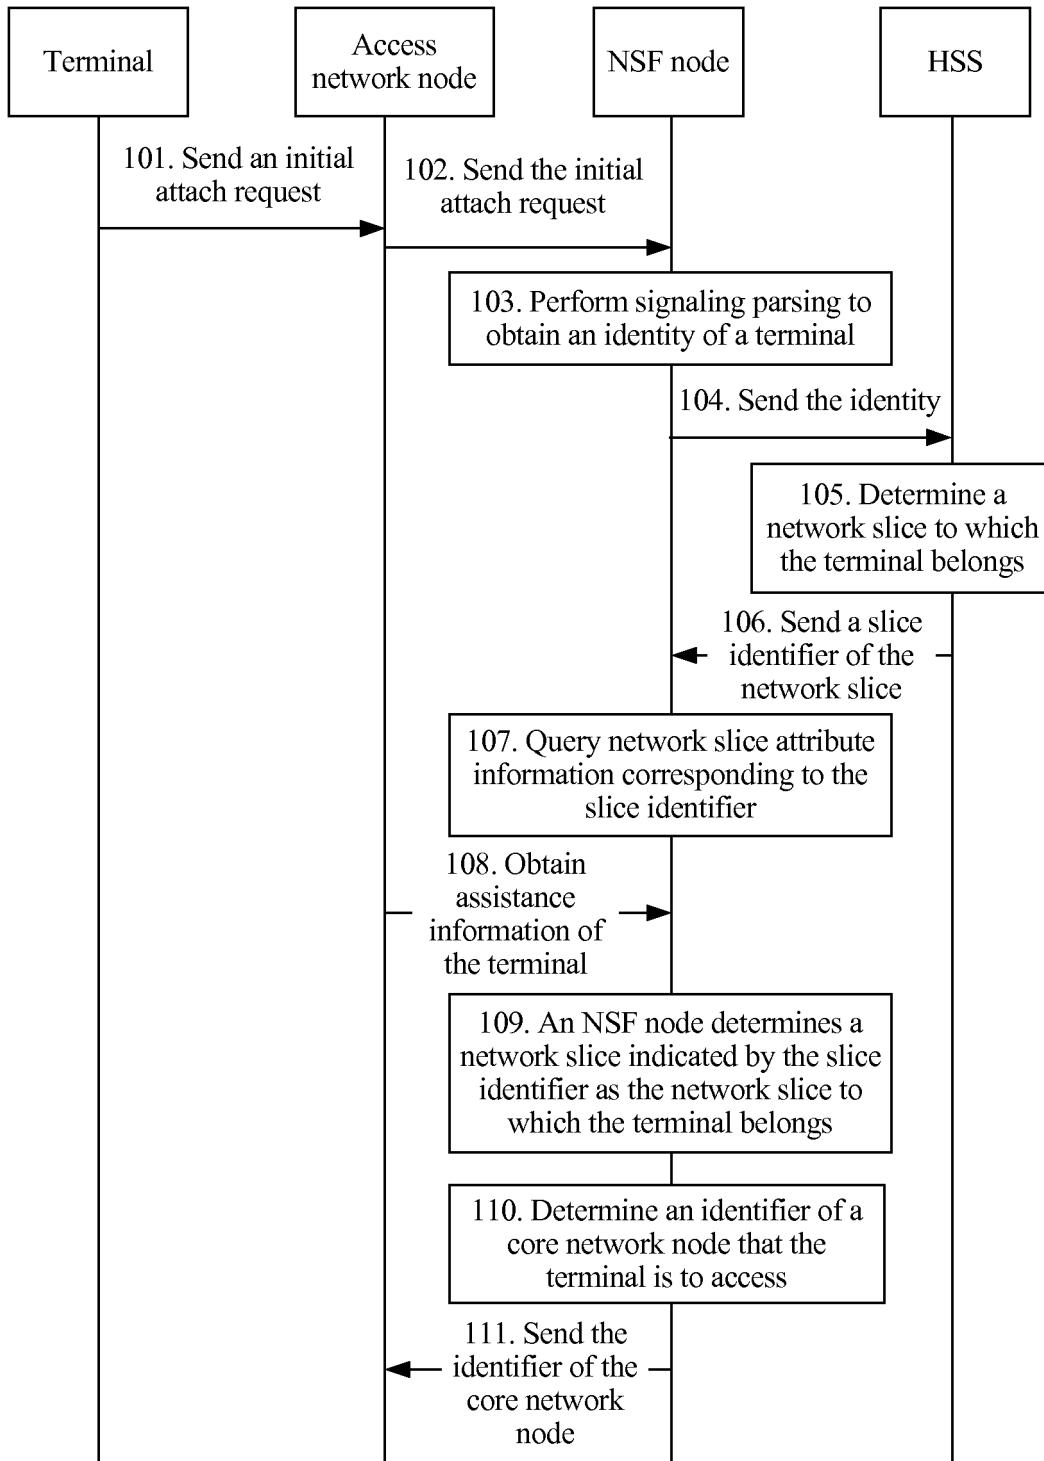 Terminal
Access
network node
NSF node
HSS
101. Send an initial
attach request
102. Send the initial
attach request
103. Perform signaling parsing to
obtain an identity of a terminal
104. Send the identity
105. Determine a
network slice to which
the terminal belongs
106. Send a slice
identifier of the
network slice
107. Query network slice attribute
information corresponding to the
slice identifier
108. Obtain
assistance
information of
the terminal
109. An NSF node determines a
network slice indicated by the slice
identifier as the network slice to
which the terminal belongs
110. Determine an identifier of a
core network node that the
terminal is to access
111. Send the
identifier of the
core network
node